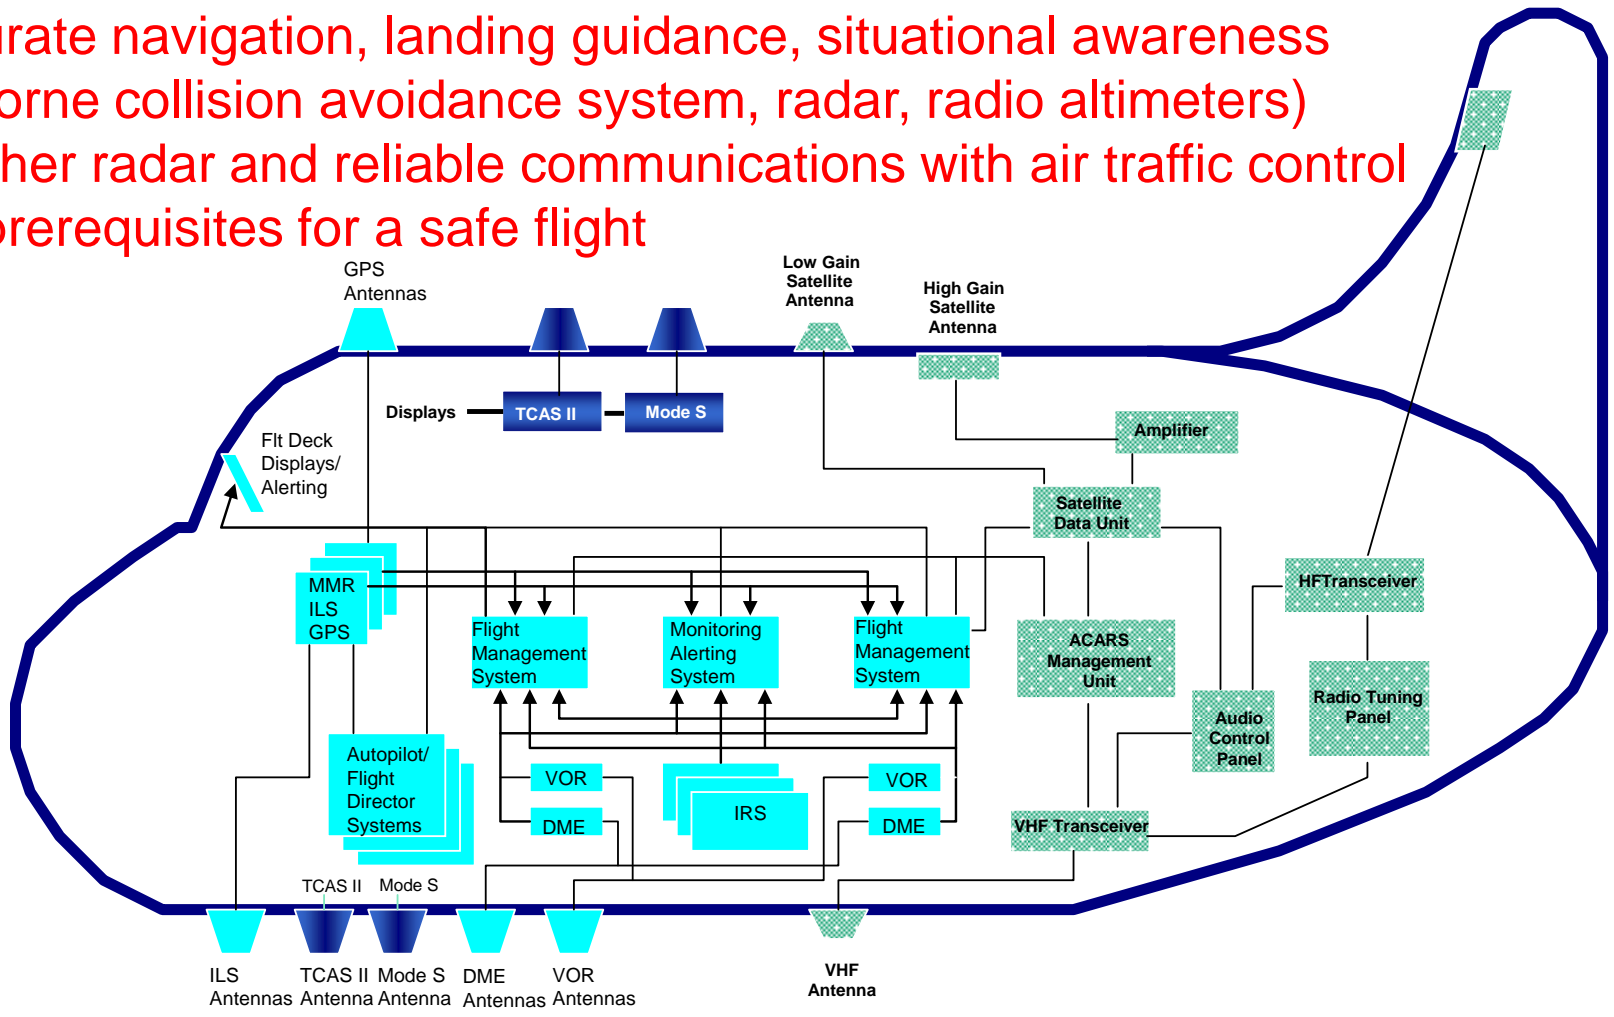 urate navigation, landing guidance, situational awareness
orne collision avoidance system, radar, radio altimeters)
ther radar and reliable communications with air traffic control
prerequisites for a safe flight
GPS
Antennas
Low Gain
Satellite
Antenna
High Gain
Satellite
Antenna
Displays
TCAS II
Mode S
Amplifier
Flt Deck
Displays/
Alerting
Satellite
Data Unit
MMR
ILS
GPS
HFTransceiver
Flight
Management
System
Monitoring
Alerting
System
Flight
Management
System
ACARS
Management
Unit
Radio Tuning
Panel
Audio
Control
Panel
Autopilot/
Flight
Director
Systems
VOR
DME
IRS
VOR
DME
VHF Transceiver
TCAS II
Mode S
ILS
Antennas
TCAS II
Antenna
Mode S
Antenna
DME
Antennas
VOR
Antennas
VHF
Antenna